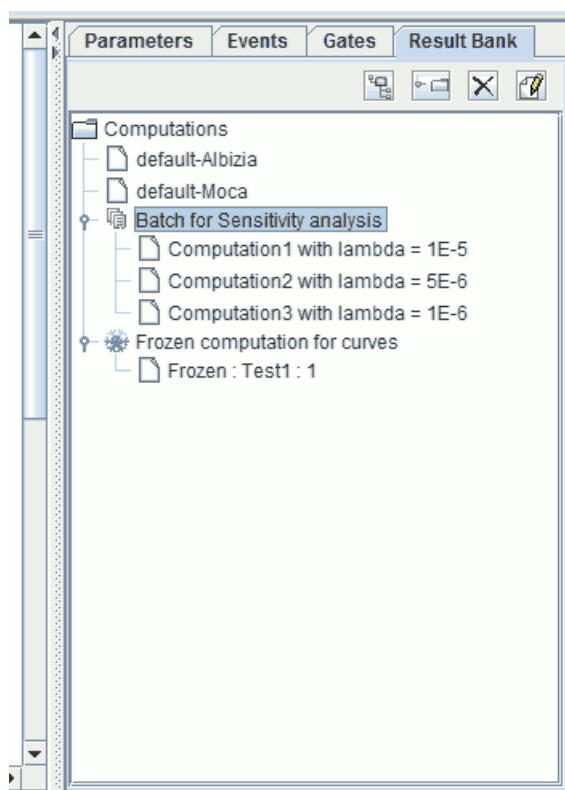 Parameters Events Gates Result Bank
Computations
default-Albizia
default-Moca
Batch for Sensitivity analysis
Computation1 with lambda = 1E-5
Computation2 with lambda = 5E-6
Computation3 with lambda = 1E-6
Frozen computation for curves
Frozen : Test1 : 1